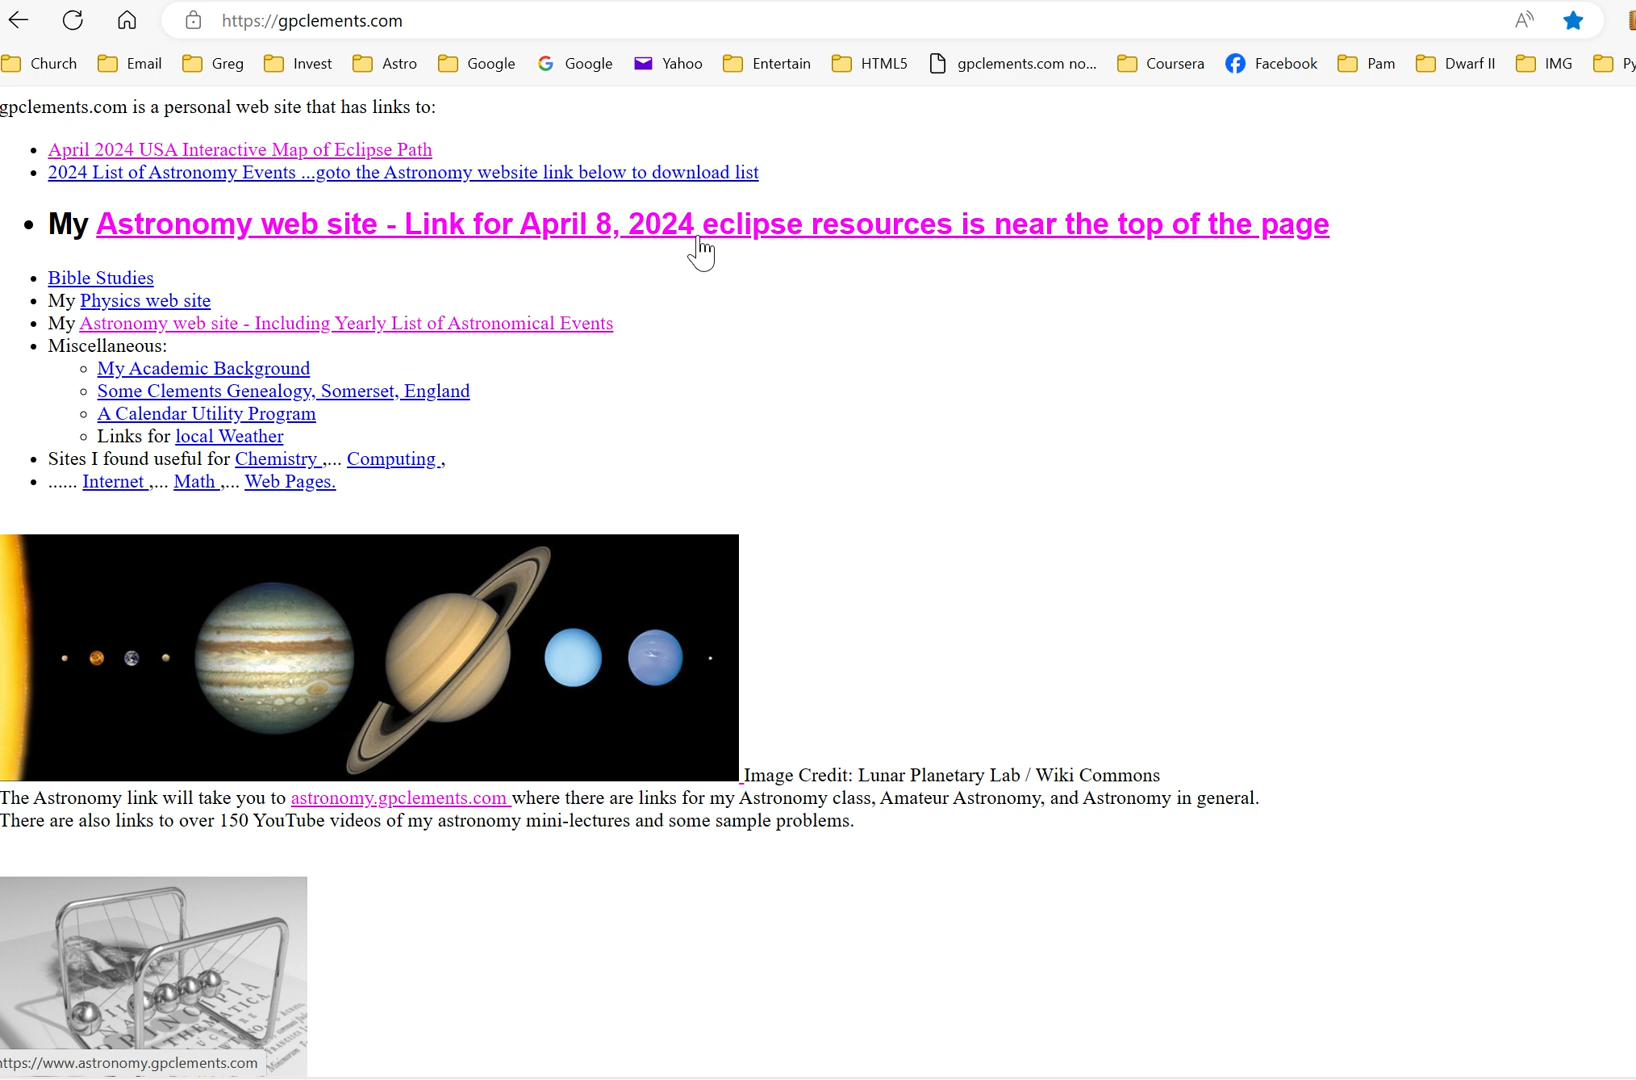 https://gpclements.com
Church Email Greg Invest Astro Google Google Yahoo Entertain HTML5 gpclements.com no... Coursera Facebook Pam Dwarf II IMG Py
gpclements.com is a personal web site that has links to:
• April 2024 USA Interactive Map of Eclipse Path
• 2024 List of Astronomy Events ...goto the Astronomy website link below to download list
• My Astronomy web site - Link for April 8, 2024 eclipse resources is near the top of the page
• Bible Studies
• My Physics web site
• My Astronomy web site - Including Yearly List of Astronomical Events
• Miscellaneous:
◦ My Academic Background
◦ Some Clements Genealogy, Somerset, England
◦ A Calendar Utility Program
◦ Links for local Weather
• Sites I found useful for Chemistry ,... Computing ,
• ...... Internet ,... Math ,... Web Pages.
Image Credit: Lunar Planetary Lab / Wiki Commons
The Astronomy link will take you to astronomy.gpclements.com where there are links for my Astronomy class, Amateur Astronomy, and Astronomy in general.
There are also links to over 150 YouTube videos of my astronomy mini-lectures and some sample problems.
https://www.astronomy.gpclements.com